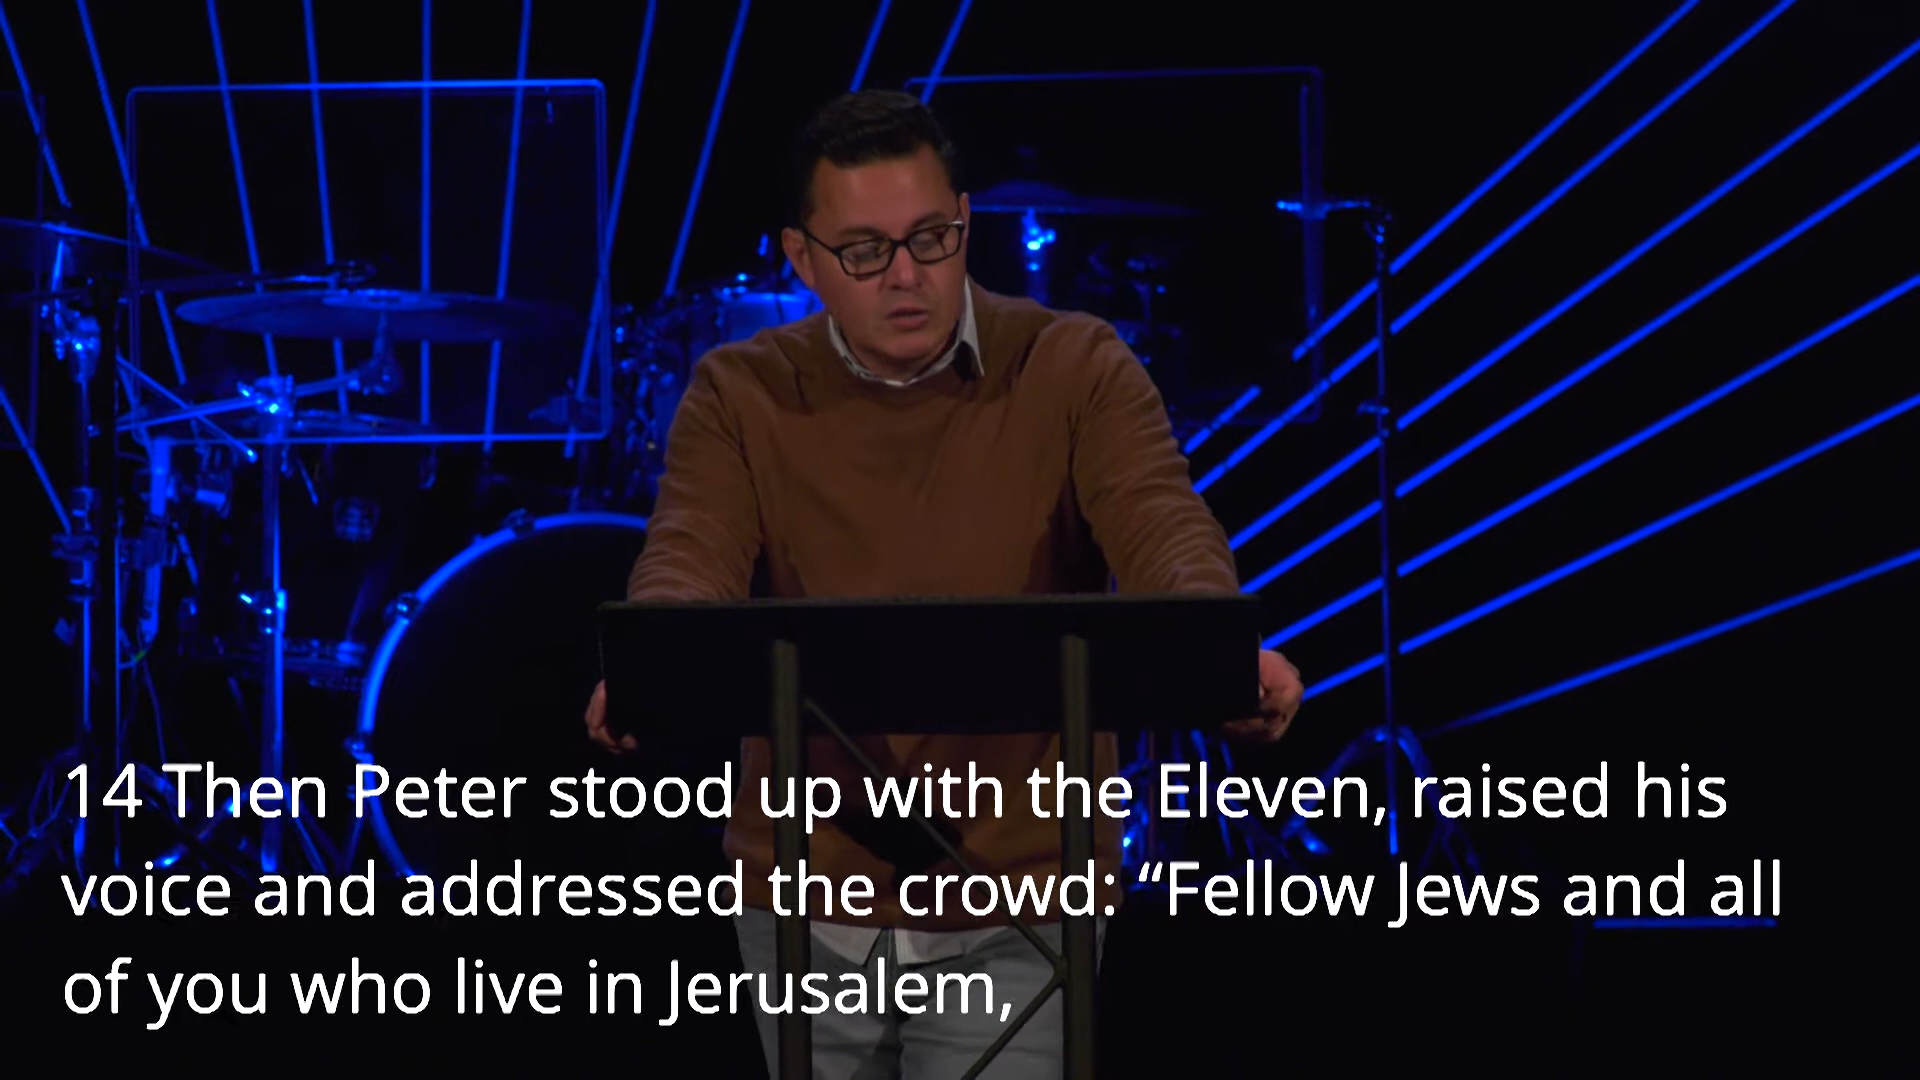 14 Then Peter stood up with the Eleven, raised his
voice and addressed the crowd: “Fellow Jews and all
of you who live in Jerusalem,